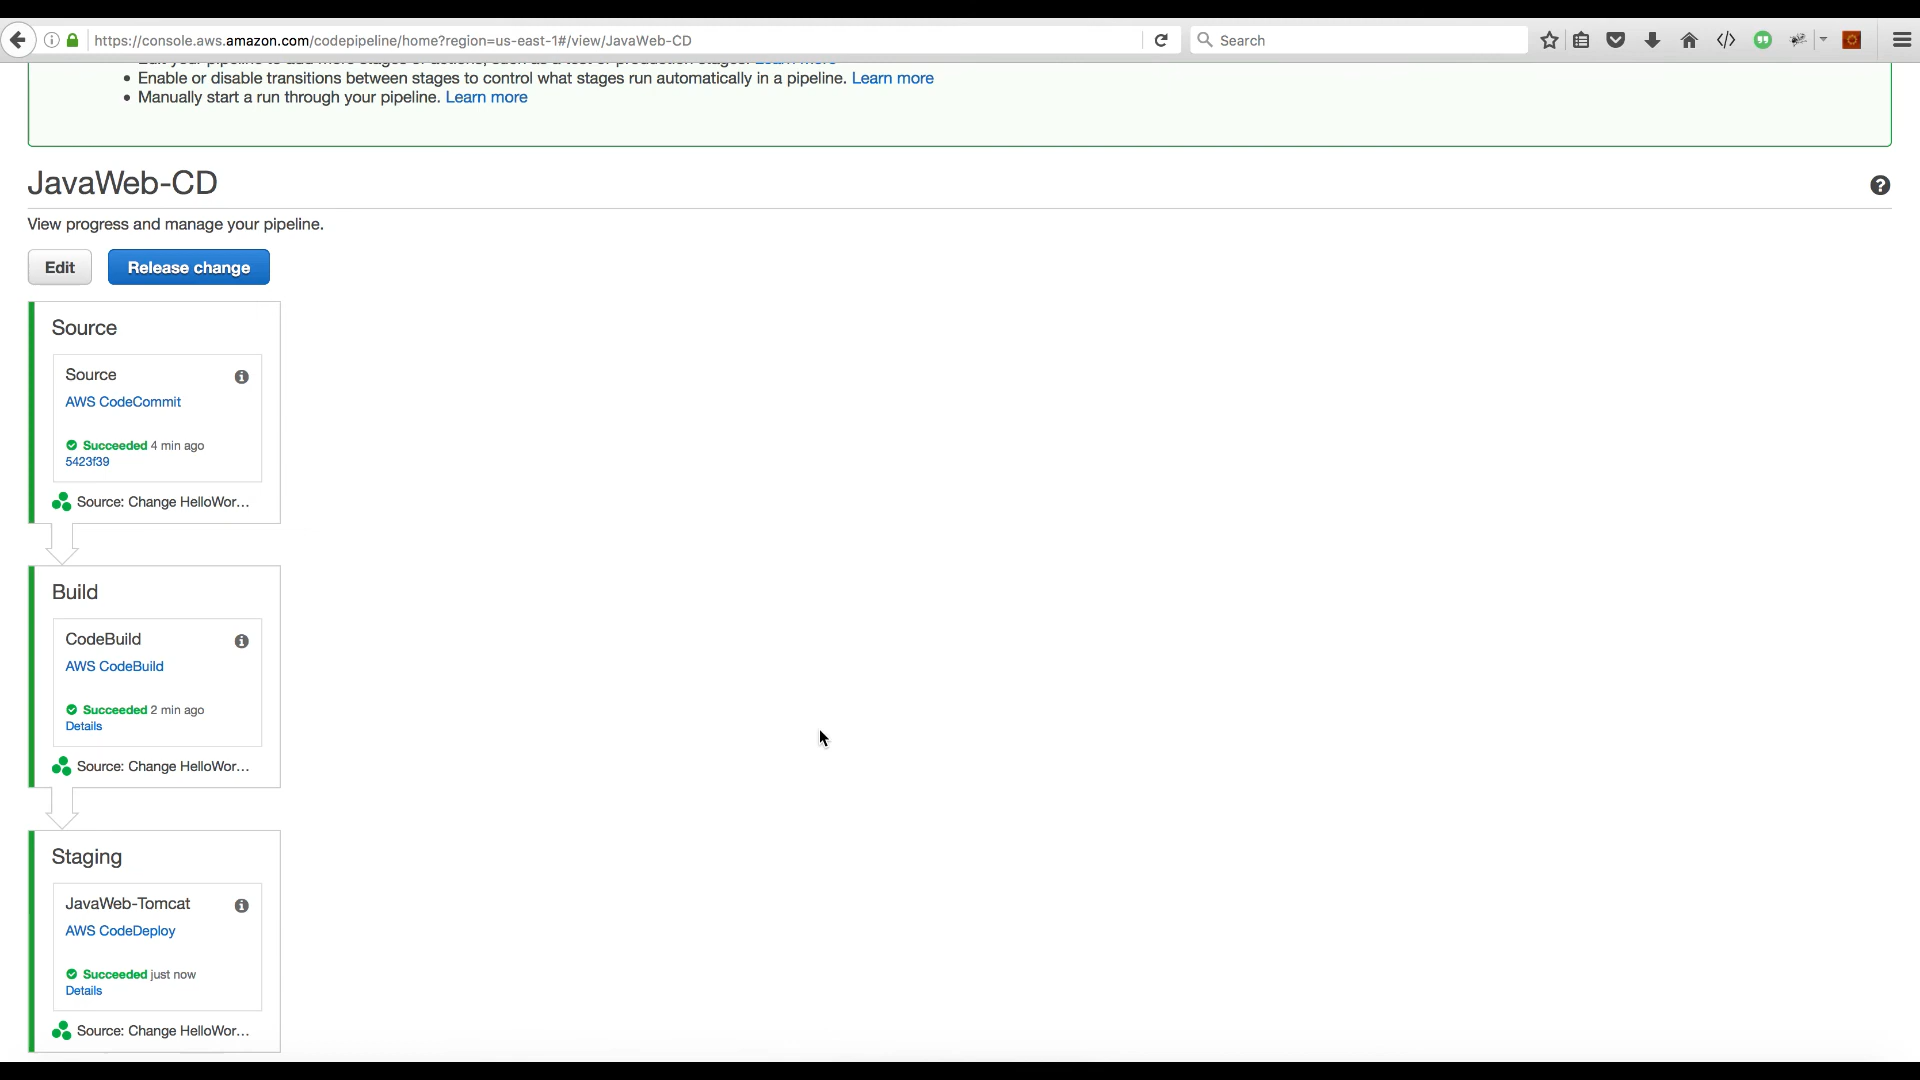 https://console.aws.amazon.com/codepipeline/home?region=us-east-1#/view/JavaWeb-CD
Search
Learn more
• Enable or disable transitions between stages to control what stages run automatically in a pipeline. Learn more
• Manually start a run through your pipeline. Learn more
JavaWeb-CD
View progress and manage your pipeline.
Edit
Release change
Source
Source
AWS CodeCommit
Succeeded 4 min ago
5423f39
Source: Change HelloWor...
Build
CodeBuild
AWS CodeBuild
Succeeded 2 min ago
Details
Source: Change HelloWor...
Staging
JavaWeb-Tomcat
AWS CodeDeploy
Succeeded just now
Details
Source: Change HelloWor...